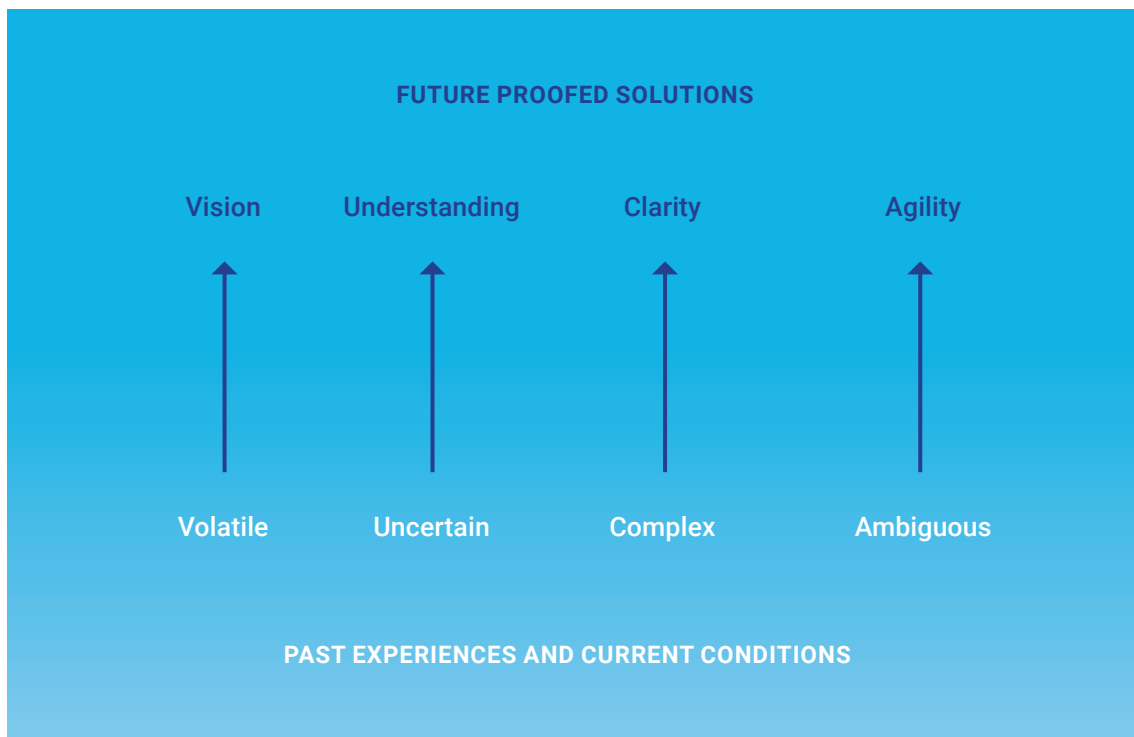 FUTURE PROOFED SOLUTIONS
Vision Understanding Clarity Agility
Volatile Uncertain Complex Ambiguous
PAST EXPERIENCES AND CURRENT CONDITIONS